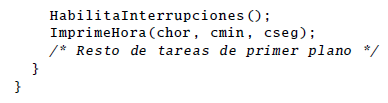 HabilitaInterrupciones();
ImprimeHora(chor, cmin, cseg);
/* Resto de tareas de primer plano */
}
}